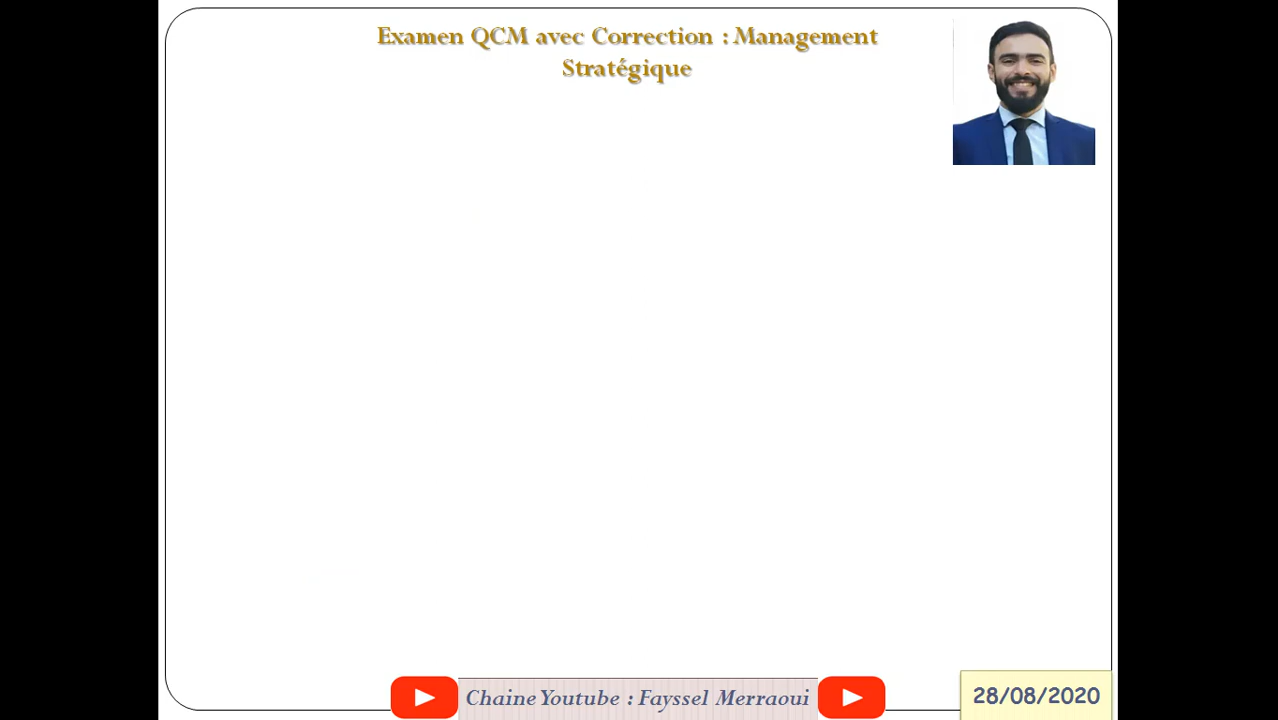 Examen QCM avec Correction : Management
Stratégique
Chaine Youtube : Fayssel Merraoui
28/08/2020